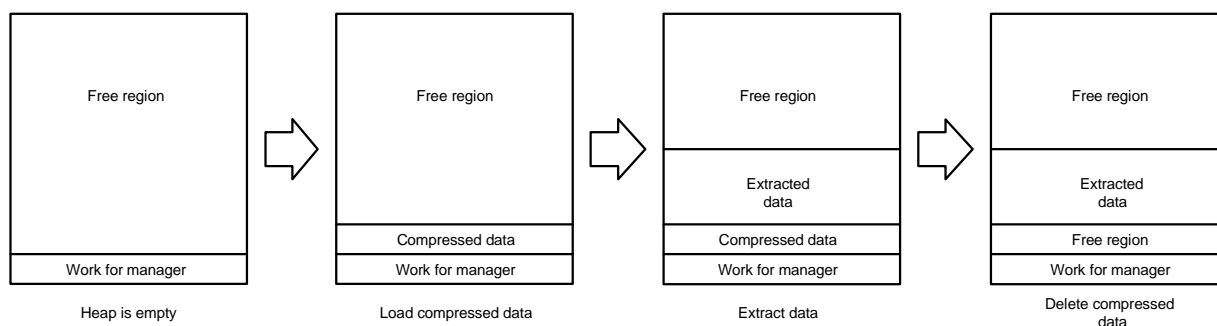 Free region
Work for manager
Heap is empty
Free region
Compressed data
Work for manager
Load compressed data
Free region
Extracted
data
Compressed data
Work for manager
Extract data
Free region
Extracted
data
Free region
Work for manager
Delete compressed
data